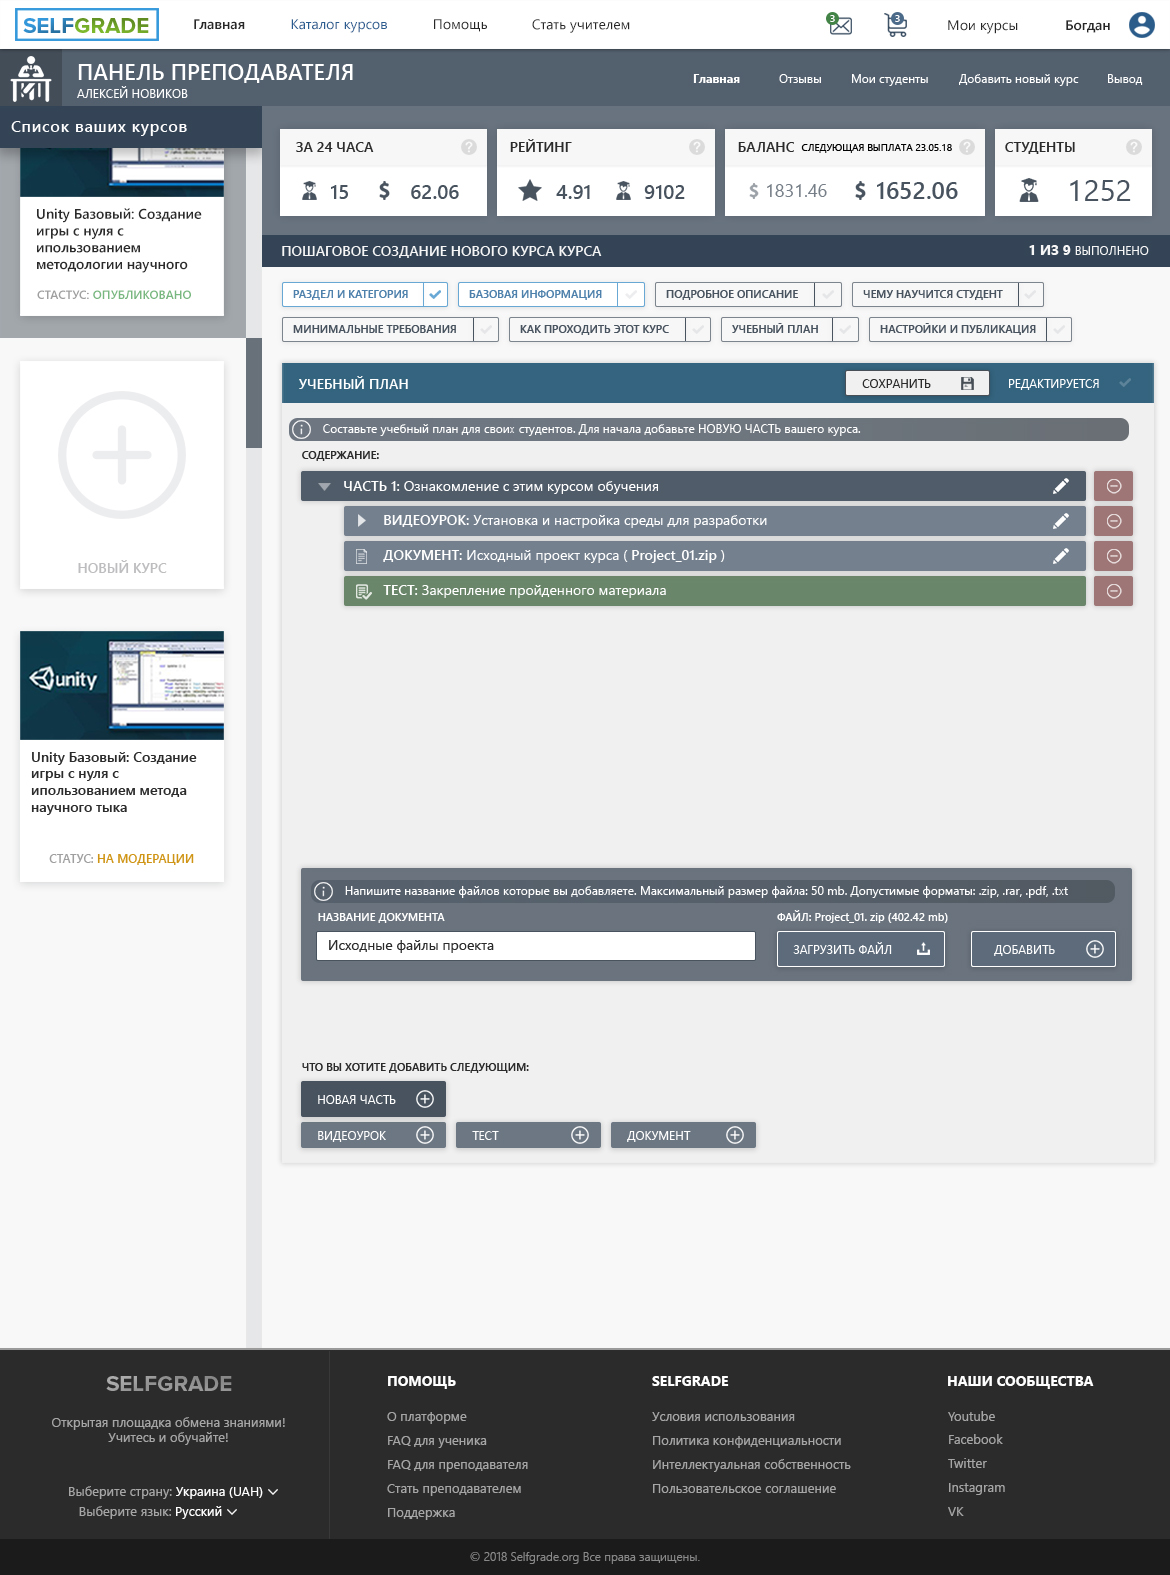 SELFGRADE
Главная
Каталог курсов
Помощь
Стать учителем
3
3
Мои курсы
Богдан
ПАНЕЛЬ ПРЕПОДАВАТЕЛЯ
АЛЕКСЕЙ НОВИКОВ
Главная
Отзывы
Мои студенты
Добавить новый курс
Вывод
Список ваших курсов
Unity Базовый: Создание
игры с нуля с
ипользованием
методологии научного
СТАСТУС: ОПУБЛИКОВАНО
НОВЫЙ КУРС
unity
Unity Базовый: Создание
игры с нуля с
ипользованием метода
научного тыка
СТАТУС: НА МОДЕРАЦИИ
ЗА 24 ЧАСА ?
15 $ 62.06
РЕЙТИНГ ?
4.91 9102
БАЛАНС СЛЕДУЮЩАЯ ВЫПЛАТА 23.05.18 ?
$ 1831.46 $ 1652.06
СТУДЕНТЫ ?
1252
ПОШАГОВОЕ СОЗДАНИЕ НОВОГО КУРСА КУРСА
1 ИЗ 9 ВЫПОЛНЕНО
РАЗДЕЛ И КАТЕГОРИЯ
БАЗОВАЯ ИНФОРМАЦИЯ
ПОДРОБНОЕ ОПИСАНИЕ
ЧЕМУ НАУЧИТСЯ СТУДЕНТ
МИНИМАЛЬНЫЕ ТРЕБОВАНИЯ
КАК ПРОХОДИТЬ ЭТОТ КУРС
УЧЕБНЫЙ ПЛАН
НАСТРОЙКИ И ПУБЛИКАЦИЯ
УЧЕБНЫЙ ПЛАН
СОХРАНИТЬ
РЕДАКТИРУЕТСЯ
Составьте учебный план для своих студентов. Для начала добавьте НОВУЮ ЧАСТЬ вашего курса.
СОДЕРЖАНИЕ:
ЧАСТЬ 1: Ознакомление с этим курсом обучения
ВИДЕОУРОК: Установка и настройка среды для разработки
ДОКУМЕНТ: Исходный проект курса ( Project_01.zip )
ТЕСТ: Закрепление пройденного материала
Напишите название файлов которые вы добавляете. Максимальный размер файла: 50 mb. Допустимые форматы: .zip, .rar, .pdf, .txt
НАЗВАНИЕ ДОКУМЕНТА
ФАЙЛ: Project_01. zip (402.42 mb)
Исходные файлы проекта
ЗАГРУЗИТЬ ФАЙЛ
ДОБАВИТЬ
ЧТО ВЫ ХОТИТЕ ДОБАВИТЬ СЛЕДУЮЩИМ:
НОВАЯ ЧАСТЬ
ВИДЕОУРОК
ТЕСТ
ДОКУМЕНТ
SELFGRADE
Открытая площадка обмена знаниями!
Учитесь и обучайте!
Выберите страну: Украина (UAH)
Выберите язык: Русский
ПОМОЩЬ
О платформе
FAQ для ученика
FAQ для преподавателя
Стать преподавателем
Поддержка
SELFGRADE
Условия использования
Политика конфиденциальности
Интеллектуальная собственность
Пользовательское соглашение
НАШИ СООБЩЕСТВА
Youtube
Facebook
Twitter
Instagram
VK
© 2018 Selfgrade.org Все права защищены.